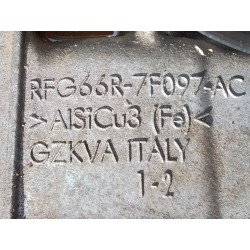 RFG66R-7F097-AC
>AlSiCu3 (Fe)<
GZKVA ITALY
1-2